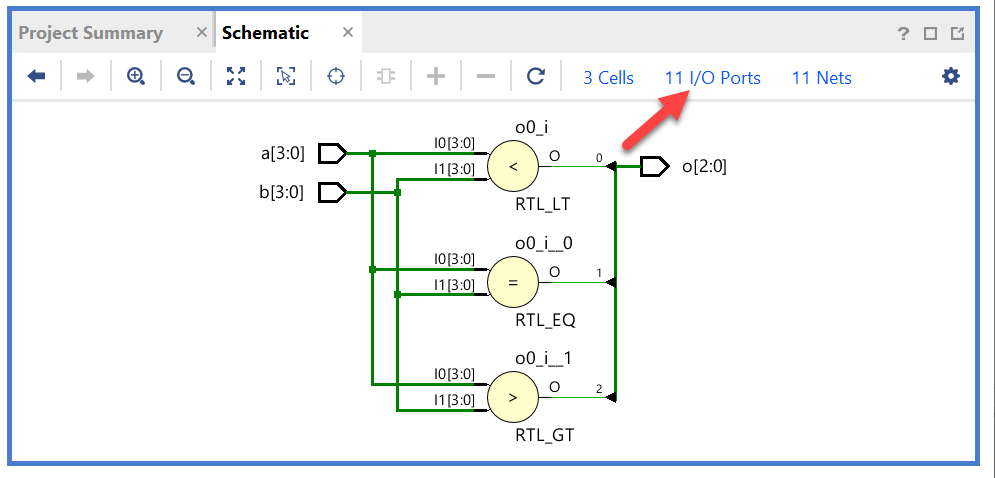 Project Summary × Schematic × ?
3 Cells 11 I/O Ports 11 Nets
o0_i
a[3:0] I0[3:0] O 0
I1[3:0] < o[2:0]
b[3:0]
RTL_LT
o0_i__0
I0[3:0] O 1
I1[3:0] =
RTL_EQ
o0_i__1
I0[3:0] O 2
I1[3:0] >
RTL_GT